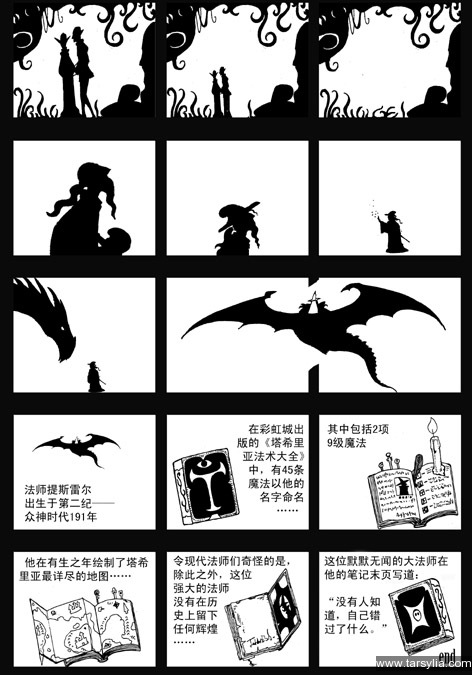 法师提斯雷尔
出生于第二纪——
众神时代191年
在彩虹城出
版的《塔希里
亚法术大全》
中，有45条
魔法以他的
名字命名
……
其中包括2项
9级魔法
他在有生之年绘制了塔希
里亚最详尽的地图……
令现代法师们奇怪的是，
除此之外，这位
强大的法师
没有在历
史上留下
任何辉煌
……
这位默默无闻的大法师在
他的笔记末页写道：
“没有人知
道，自己错
过了什么。”
end
www.tarsylia.com